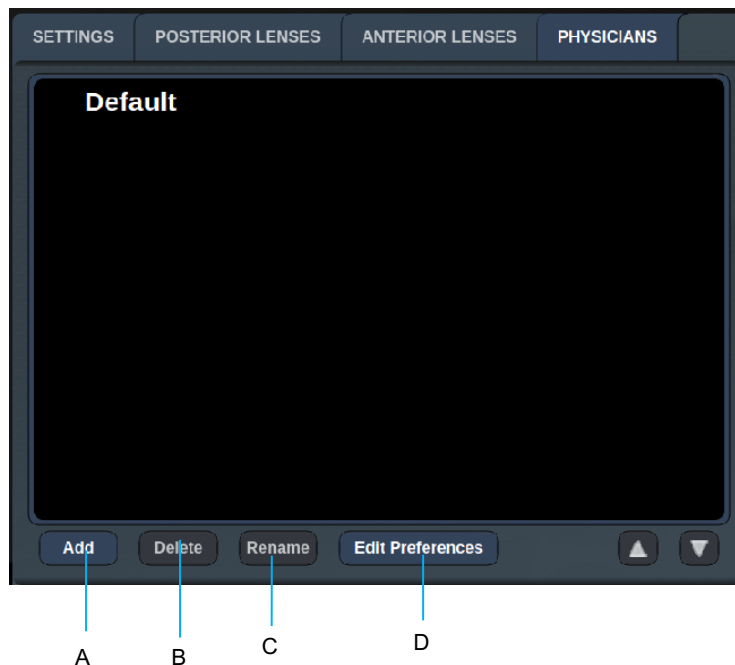 SETTINGS POSTERIOR LENSES ANTERIOR LENSES PHYSICIANS
Default
Add Delete Rename Edit Preferences
A B C D